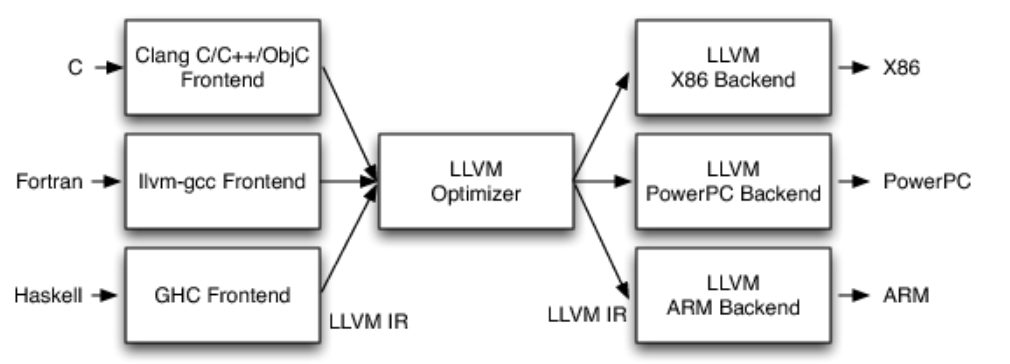 C
Clang C/C++/ObjC
Frontend
LLVM
X86 Backend
X86
Fortran
llvm-gcc Frontend
LLVM
Optimizer
LLVM
PowerPC Backend
PowerPC
Haskell
GHC Frontend
LLVM IR
LLVM IR
LLVM
ARM Backend
ARM